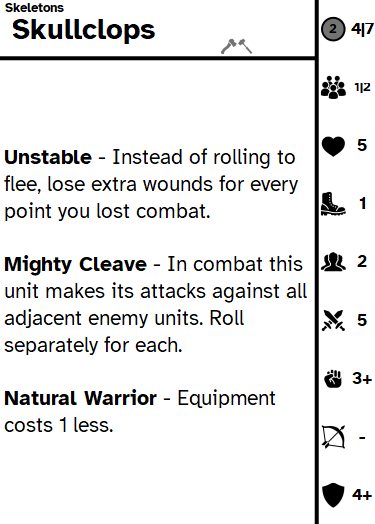 Skeletons
Skullclops
2 4|7
1|2
5
1
2
5
3+
-
4+
Unstable - Instead of rolling to
flee, lose extra wounds for every
point you lost combat.
Mighty Cleave - In combat this
unit makes its attacks against all
adjacent enemy units. Roll
separately for each.
Natural Warrior - Equipment
costs 1 less.